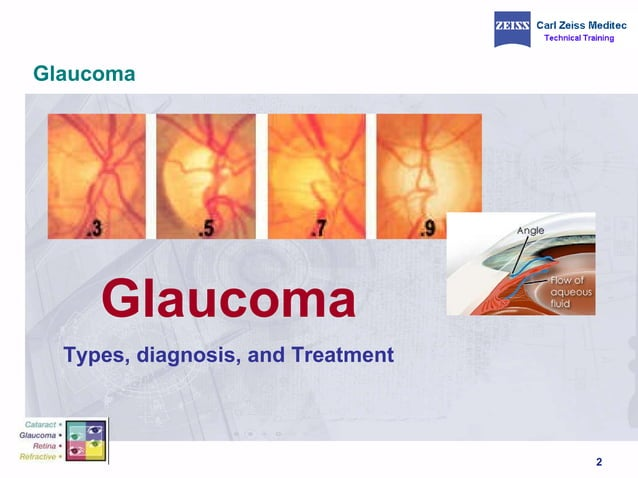 ZEISS
Carl Zeiss Meditec
Technical Training
Glaucoma
.3
.5
.7
.9
Angle
Flow of
aqueous
fluid
Glaucoma
Types, diagnosis, and Treatment
Cataract •
Glaucoma •
Retina •
Refractive •
2